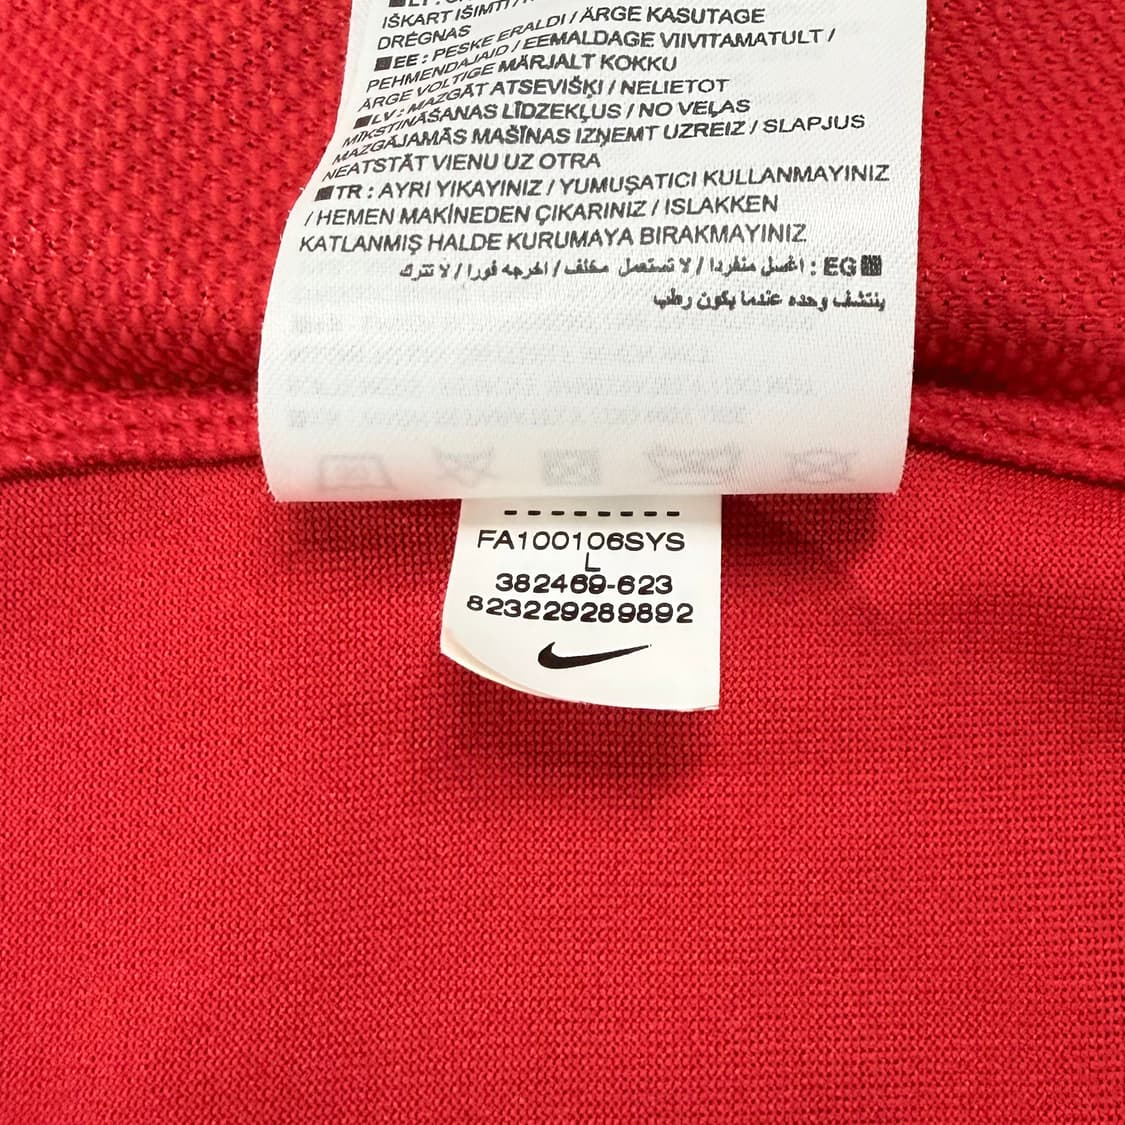 IŠKART IŠIMTI /
DRĖGNAS
EE : PESKE ERALDI / ÄRGE KASUTAGE
PEHMENDAJAID / EEMALDAGE VIIVITAMATULT /
ÄRGE VOLTIGE MÄRJALT KOKKU
LV : MAZGĀT ATSEVIŠĶI / NELIETOT
MĪKSTINĀŠANAS LĪDZEKĻUS / NO VEĻAS
MAZGĀJAMĀS MAŠĪNAS IZŅEMT UZREIZ / SLAPJUS
NEATSTĀT VIENU UZ OTRA
TR : AYRI YIKAYINIZ / YUMUŞATICI KULLANMAYINIZ
/ HEMEN MAKİNEDEN ÇIKARINIZ / ISLAKKEN
KATLANMIŞ HALDE KURUMAYA BIRAKMAYINIZ
EG : اغسل منفردا / لا تستعمل مخلف / اخرجه فورا / لا تترك
ينتشف وحده عندما يكون رطب
FA100106SYS
L
382469-623
823229289892